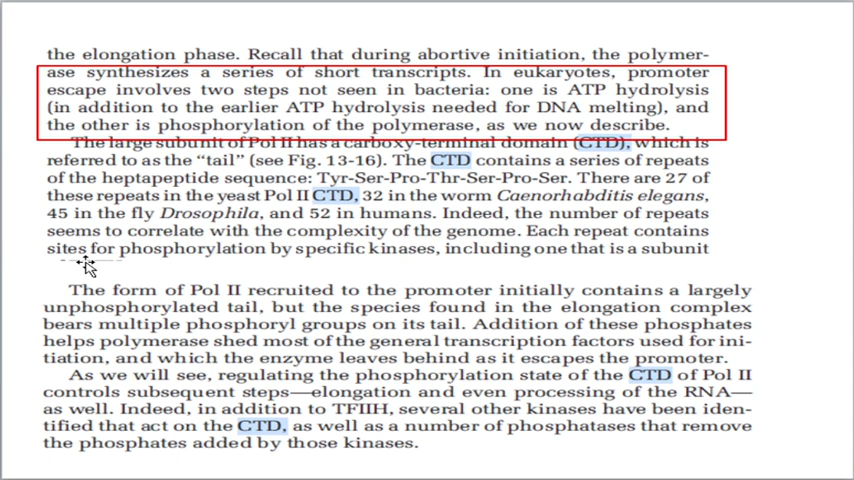 the elongation phase. Recall that during abortive initiation, the polymer-
ase synthesizes a series of short transcripts. In eukaryotes, promoter
escape involves two steps not seen in bacteria: one is ATP hydrolysis
(in addition to the earlier ATP hydrolysis needed for DNA melting), and
the other is phosphorylation of the polymerase, as we now describe.
The large subunit of Pol II has a carboxy-terminal domain (CTD), which is
referred to as the “tail” (see Fig. 13-16). The CTD contains a series of repeats
of the heptapeptide sequence: Tyr-Ser-Pro-Thr-Ser-Pro-Ser. There are 27 of
these repeats in the yeast Pol II CTD, 32 in the worm Caenorhabditis elegans,
45 in the fly Drosophila, and 52 in humans. Indeed, the number of repeats
seems to correlate with the complexity of the genome. Each repeat contains
sites for phosphorylation by specific kinases, including one that is a subunit
The form of Pol II recruited to the promoter initially contains a largely
unphosphorylated tail, but the species found in the elongation complex
bears multiple phosphoryl groups on its tail. Addition of these phosphates
helps polymerase shed most of the general transcription factors used for ini-
tiation, and which the enzyme leaves behind as it escapes the promoter.
As we will see, regulating the phosphorylation state of the CTD of Pol II
controls subsequent steps—elongation and even processing of the RNA—
as well. Indeed, in addition to TFIIH, several other kinases have been iden-
tified that act on the CTD, as well as a number of phosphatases that remove
the phosphates added by those kinases.